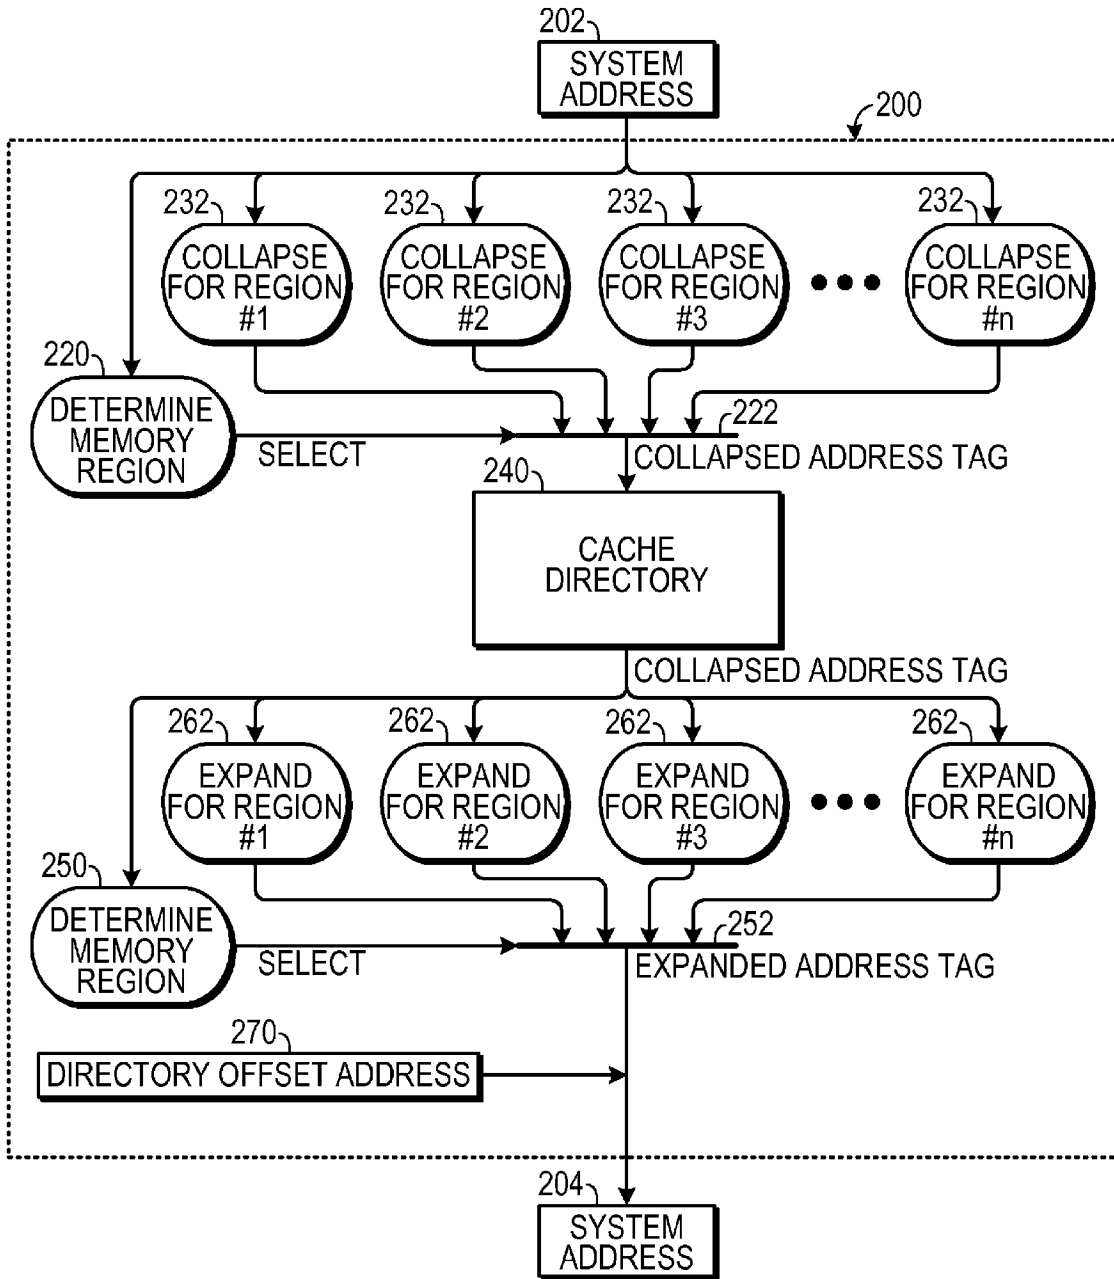 202
SYSTEM
ADDRESS
200
232
232
232
232
COLLAPSE
FOR REGION
#1
COLLAPSE
FOR REGION
#2
COLLAPSE
FOR REGION
#3
COLLAPSE
FOR REGION
#n
220
DETERMINE
MEMORY
REGION
SELECT
222
COLLAPSED ADDRESS TAG
240
CACHE
DIRECTORY
COLLAPSED ADDRESS TAG
262
262
262
262
EXPAND
FOR REGION
#1
EXPAND
FOR REGION
#2
EXPAND
FOR REGION
#3
EXPAND
FOR REGION
#n
250
DETERMINE
MEMORY
REGION
SELECT
252
EXPANDED ADDRESS TAG
270
DIRECTORY OFFSET ADDRESS
204
SYSTEM
ADDRESS